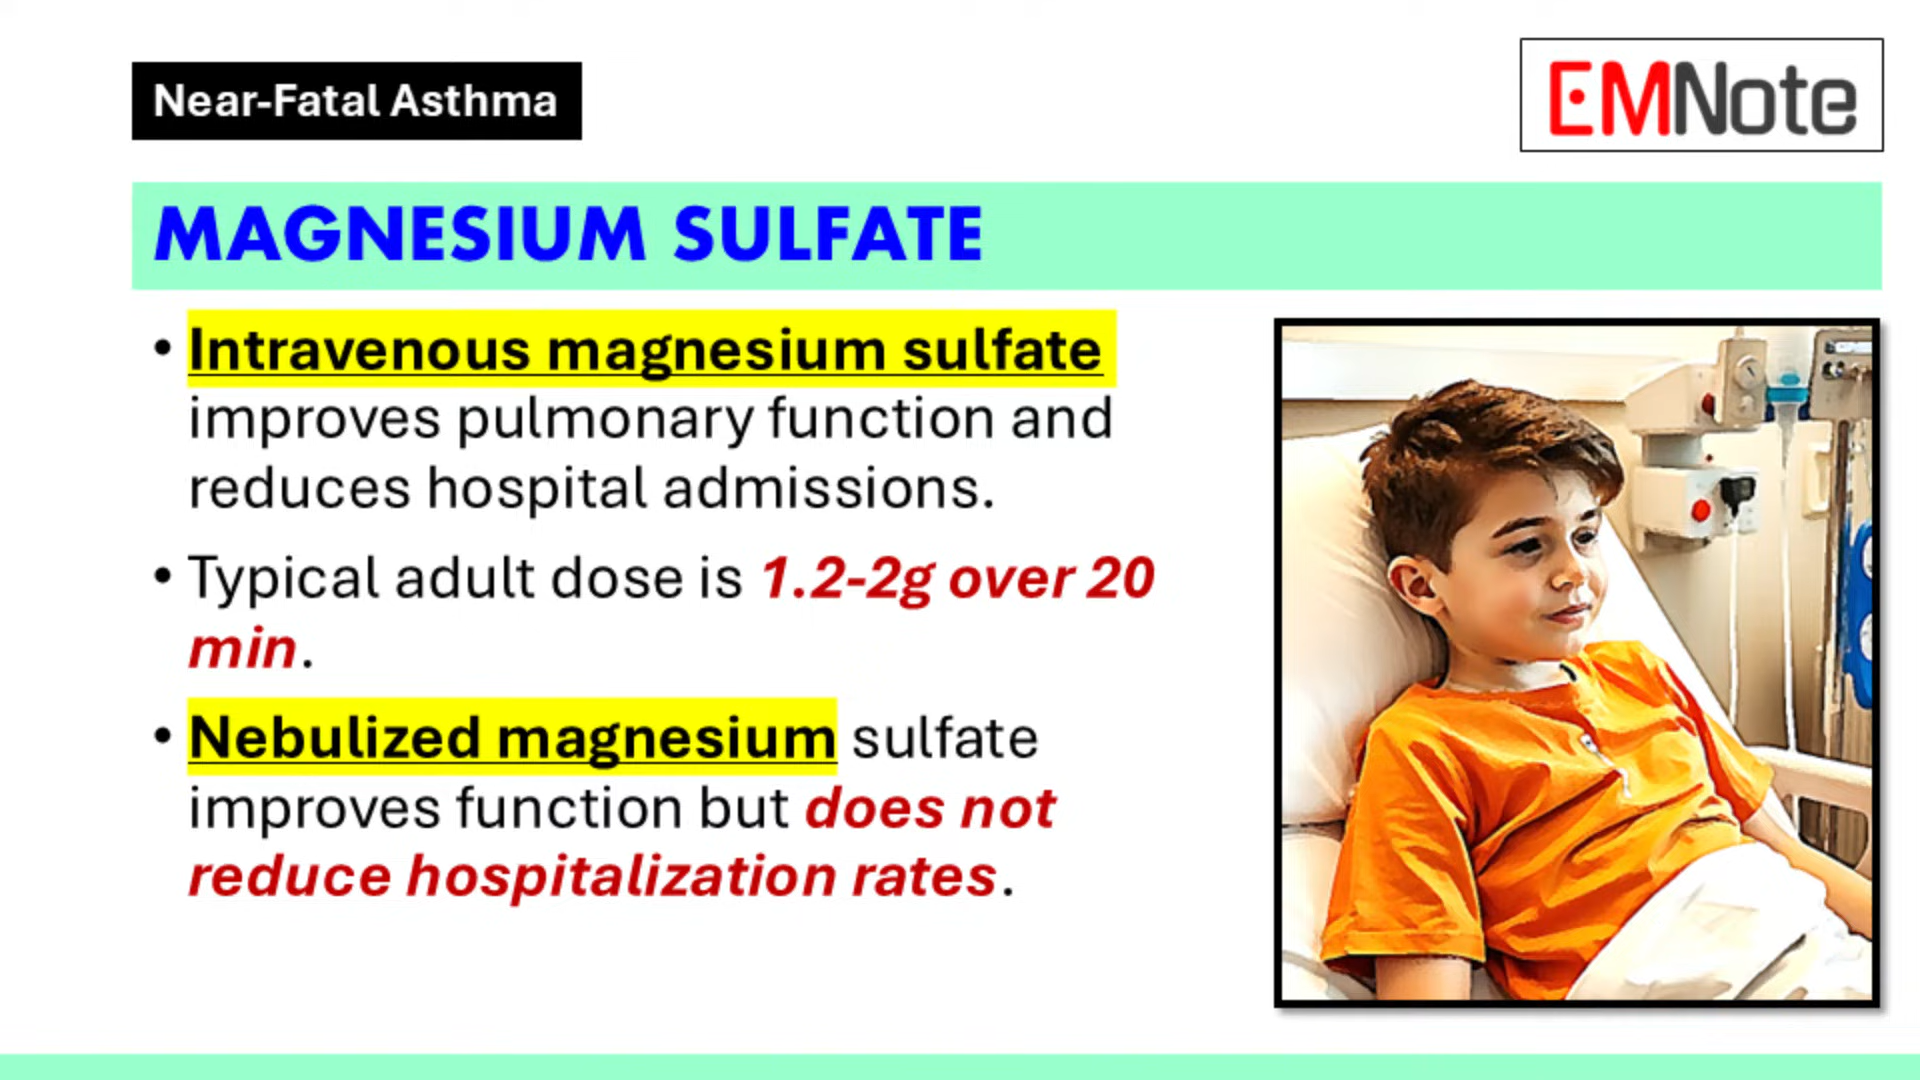 Near-Fatal Asthma
EMNote
MAGNESIUM SULFATE
• Intravenous magnesium sulfate
improves pulmonary function and
reduces hospital admissions.
• Typical adult dose is 1.2-2g over 20
min.
• Nebulized magnesium sulfate
improves function but does not
reduce hospitalization rates.